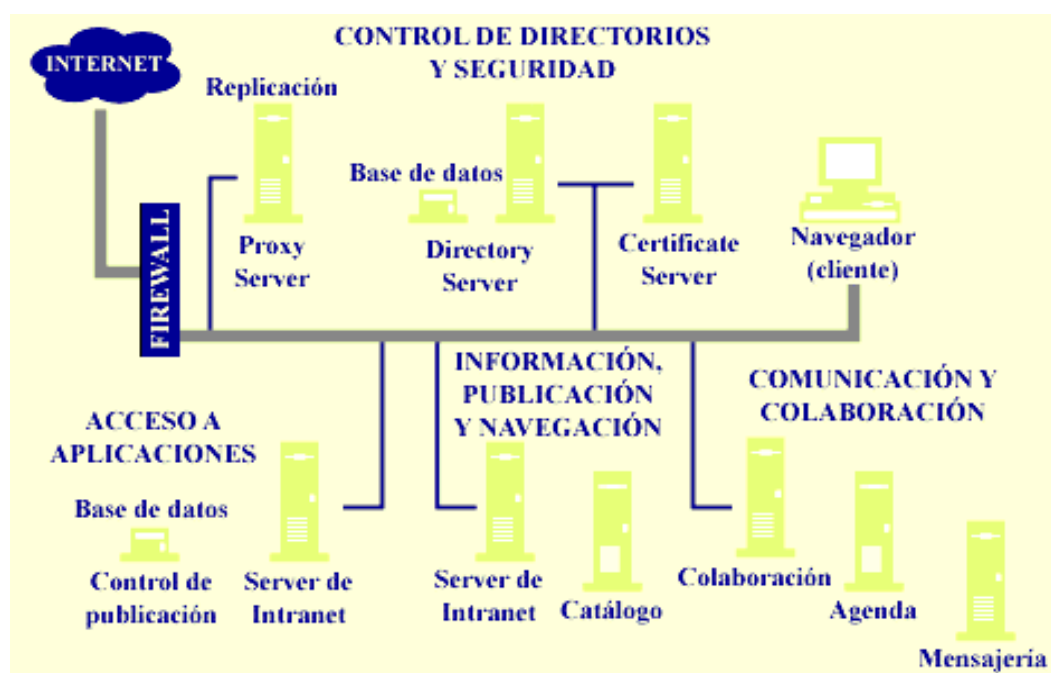 CONTROL DE DIRECTORIOS
Y SEGURIDAD
INTERNET
Replicación
Base de datos
Proxy
Server
Directory
Server
Certificate
Server
Navegador
(cliente)
FIREWALL
INFORMACIÓN,
PUBLICACIÓN
Y NAVEGACIÓN
COMUNICACIÓN Y
COLABORACIÓN
ACCESO A
APLICACIONES
Base de datos
Control de
publicación
Server de
Intranet
Server de
Intranet
Catálogo
Colaboración
Agenda
Mensajería